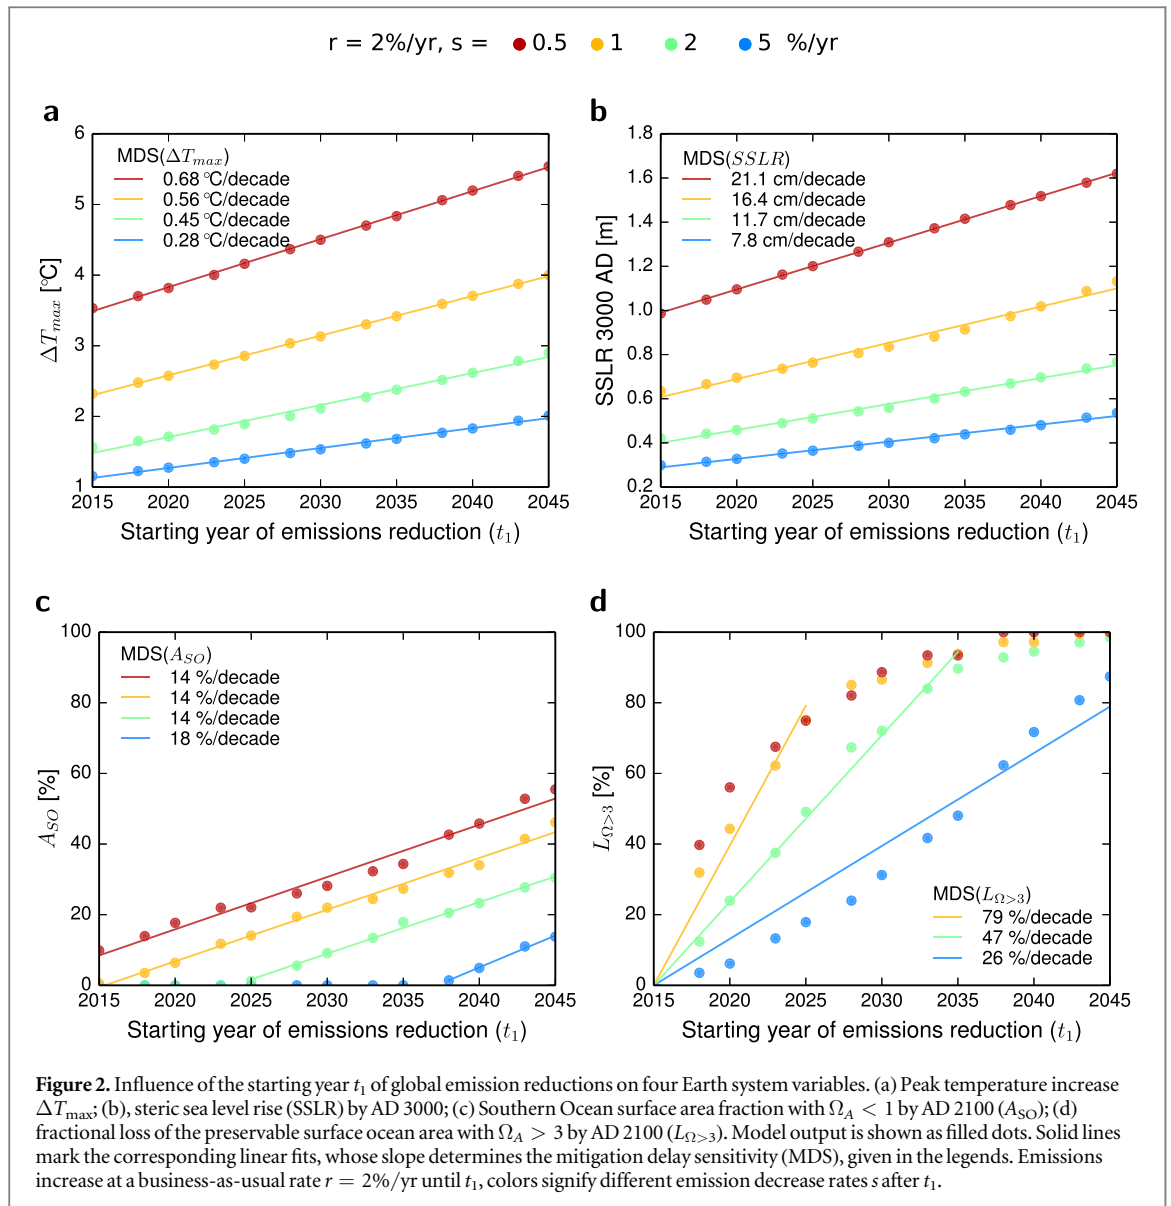 r = 2%/yr, s = 0.5 1 2 5 %/yr
a
MDS(ΔT_max)
0.68 °C/decade
0.56 °C/decade
0.45 °C/decade
0.28 °C/decade
6
5
4
3
2
1
ΔT_max [°C]
2015 2020 2025 2030 2035 2040 2045
Starting year of emissions reduction (t₁)
b
MDS(SSLR)
21.1 cm/decade
16.4 cm/decade
11.7 cm/decade
7.8 cm/decade
1.8
1.6
1.4
1.2
1.0
0.8
0.6
0.4
0.2
SSLR 3000 AD [m]
2015 2020 2025 2030 2035 2040 2045
Starting year of emissions reduction (t₁)
c
MDS(A_SO)
14 %/decade
14 %/decade
14 %/decade
18 %/decade
100
80
60
40
20
0
A_SO [%]
2015 2020 2025 2030 2035 2040 2045
Starting year of emissions reduction (t₁)
d
100
80
60
40
20
0
L_Ω>3 [%]
MDS(L_Ω>3)
79 %/decade
47 %/decade
26 %/decade
2015 2020 2025 2030 2035 2040 2045
Starting year of emissions reduction (t₁)
Figure 2. Influence of the starting year t₁ of global emission reductions on four Earth system variables. (a) Peak temperature increase
ΔT_max; (b), steric sea level rise (SSLR) by AD 3000; (c) Southern Ocean surface area fraction with Ω_A < 1 by AD 2100 (A_SO); (d)
fractional loss of the preservable surface ocean area with Ω_A > 3 by AD 2100 (L_Ω>3). Model output is shown as filled dots. Solid lines
mark the corresponding linear fits, whose slope determines the mitigation delay sensitivity (MDS), given in the legends. Emissions
increase at a business-as-usual rate r = 2%/yr until t₁, colors signify different emission decrease rates s after t₁.